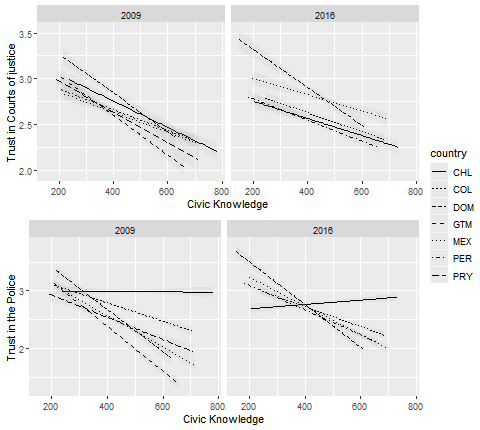 2009 2016
Trust in Courts of justice
3.5
3.0
2.5
2.0
200 400 600 800 200 400 600 800
Civic Knowledge
country
CHL
COL
DOM
GTM
MEX
PER
PRY
2009 2016
Trust in the Police
3
2
200 400 600 800 200 400 600 800
Civic Knowledge